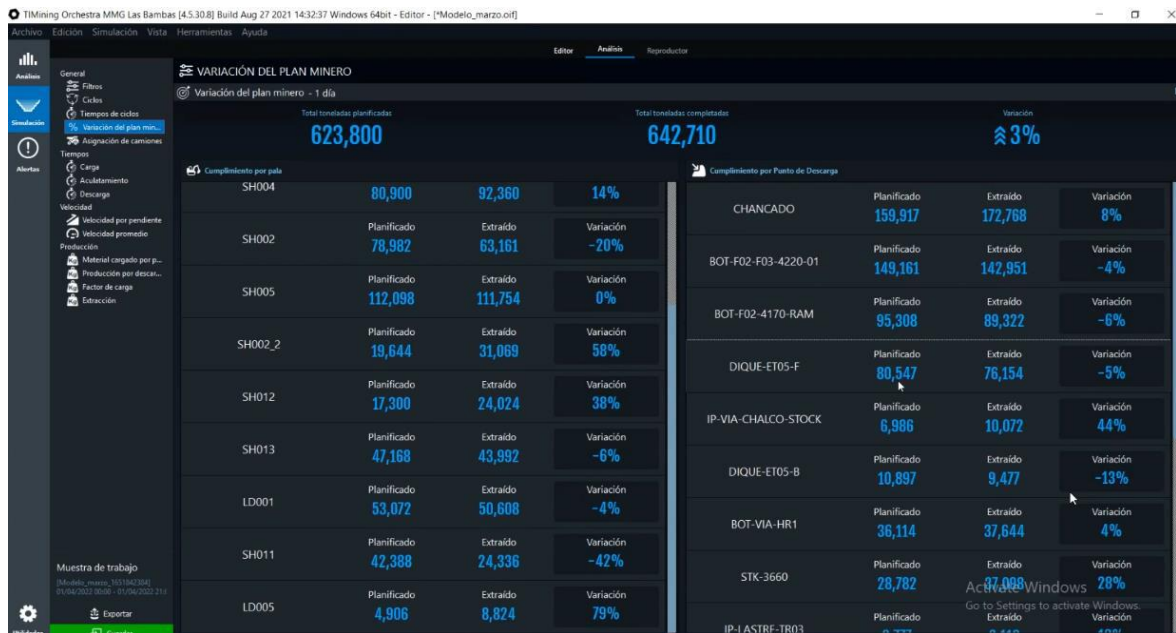 TIMining Orchestra MMG Las Bambas [4.5.30.8] Build Aug 27 2021 14:32:37 Windows 64bit - Editor - [*Modelo_marzo.oif]
Archivo Edición Simulación Vista Herramientas Ayuda
Editor Análisis Reproductor
Análisis
Simulación
Alertas
General
Filtros
Ciclos
Tiempos de ciclos
Variación del plan min...
Asignación de camiones
Tiempos
Carga
Aculatamiento
Descarga
Velocidad
Velocidad por pendiente
Velocidad promedio
Producción
Material cargado por p...
Producción por descar...
Factor de carga
Extracción
Muestra de trabajo
[Modelo_marzo_1651842384]
01/04/2022 00:00 - 01/04/2022
Exportar
VARIACIÓN DEL PLAN MINERO
Variación del plan minero - 1 día
Total toneladas planificadas
623,800
Total toneladas completadas
642,710
Variación
3%
Cumplimiento por pala
SH004 80,900 92,360 14%
Planificado Extraído Variación
SH002 78,982 63,161 -20%
Planificado Extraído Variación
SH005 112,098 111,754 0%
Planificado Extraído Variación
SH002_2 19,644 31,069 58%
Planificado Extraído Variación
SH012 17,300 24,024 38%
Planificado Extraído Variación
SH013 47,168 43,992 -6%
Planificado Extraído Variación
LD001 53,072 50,608 -4%
Planificado Extraído Variación
SH011 42,388 24,336 -42%
Planificado Extraído Variación
LD005 4,906 8,824 79%
Cumplimiento por Punto de Descarga
Planificado Extraído Variación
CHANCADO 159,917 172,768 8%
Planificado Extraído Variación
BOT-F02-F03-4220-01 149,161 142,951 -4%
Planificado Extraído Variación
BOT-F02-4170-RAM 95,308 89,322 -6%
Planificado Extraído Variación
DIQUE-ET05-F 80,547 76,154 -5%
Planificado Extraído Variación
IP-VIA-CHALCO-STOCK 6,986 10,072 44%
Planificado Extraído Variación
DIQUE-ET05-B 10,897 9,477 -13%
Planificado Extraído Variación
BOT-VIA-HR1 36,114 37,644 4%
Planificado Extraído Variación
STK-3660 28,782 28%
Planificado Extraído Variación
IP-LASTRE-TR03
Activate Windows
Go to Settings to activate Windows.